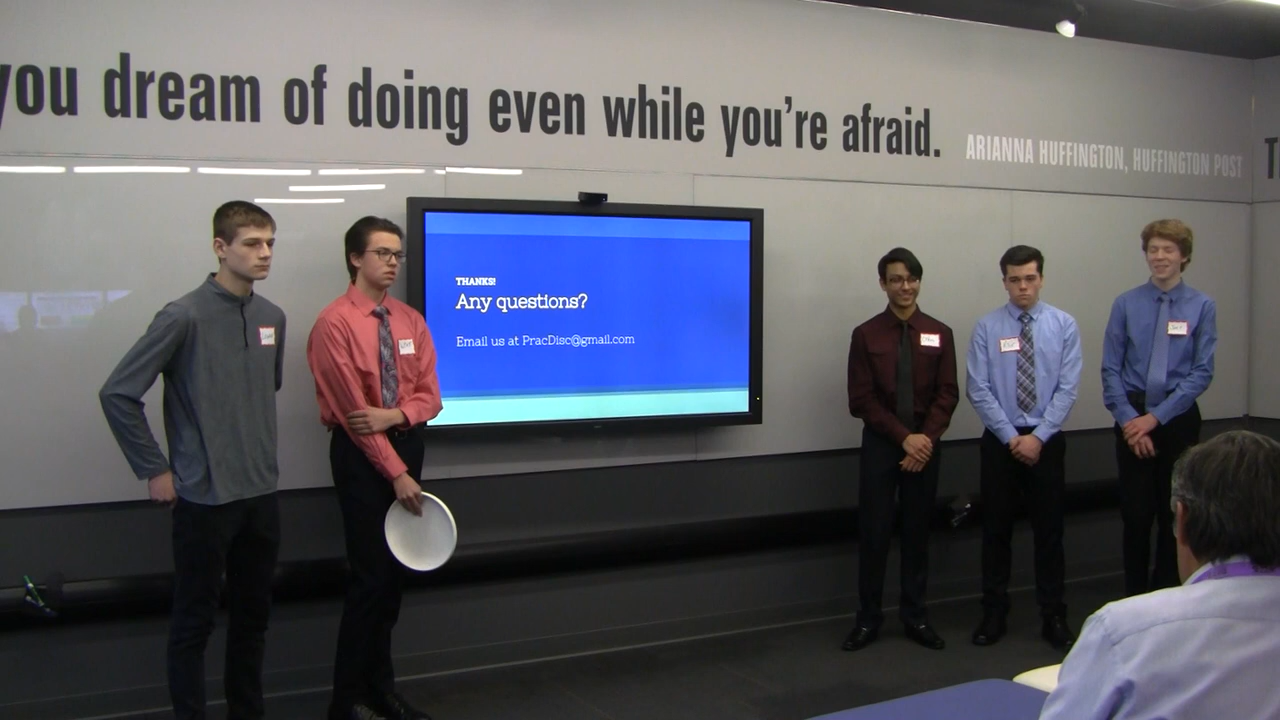 you dream of doing even while you're afraid.
ARIANNA HUFFINGTON, HUFFINGTON POST
THANKS!
Any questions?
Email us at PracDisc@gmail.com